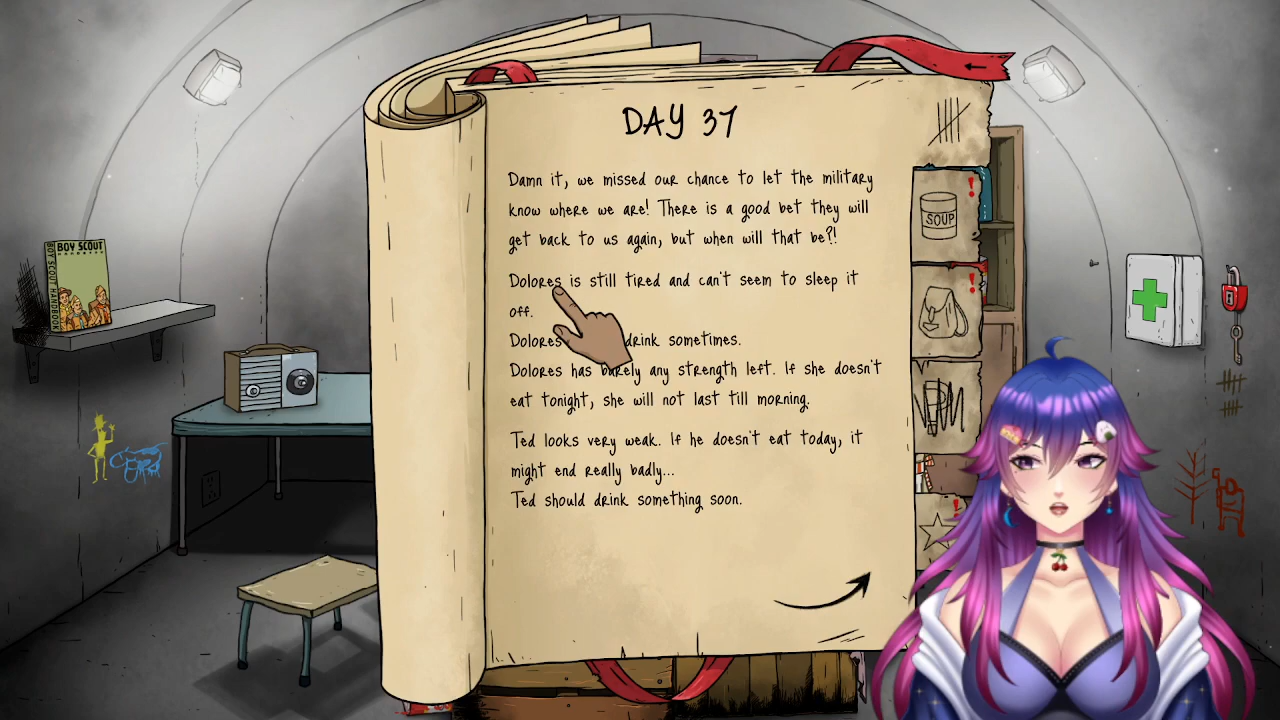 DAY 37
Damn it, we missed our chance to let the military
know where we are! There is a good bet they will
get back to us again, but when will that be?!
Dolores is still tired and can't seem to sleep it
off.
Dolores drink sometimes.
Dolores has barely any strength left. If she doesn't
eat tonight, she will not last till morning.
Ted looks very weak. If he doesn't eat today, it
might end really badly...
Ted should drink something soon.
SOUP
BOY SCOUT
BOY SCOUT HANDBOOK